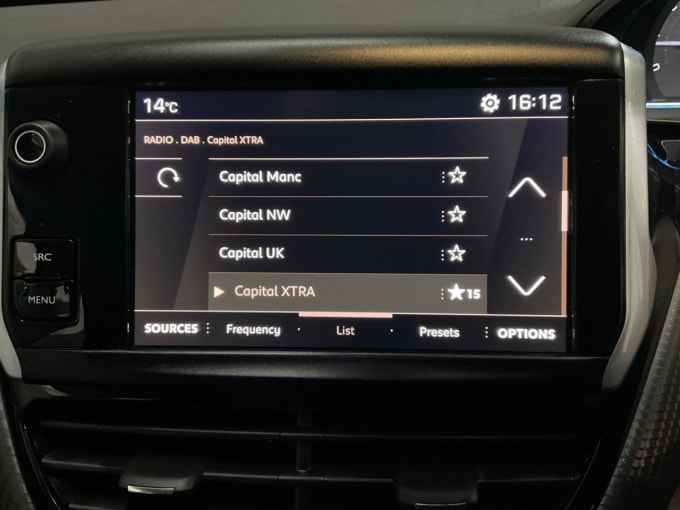 14°C
16:12
RADIO . DAB . Capital XTRA
Capital Manc
Capital NW
Capital UK
Capital XTRA
15
SRC
MENU
SOURCES
Frequency
List
Presets
OPTIONS